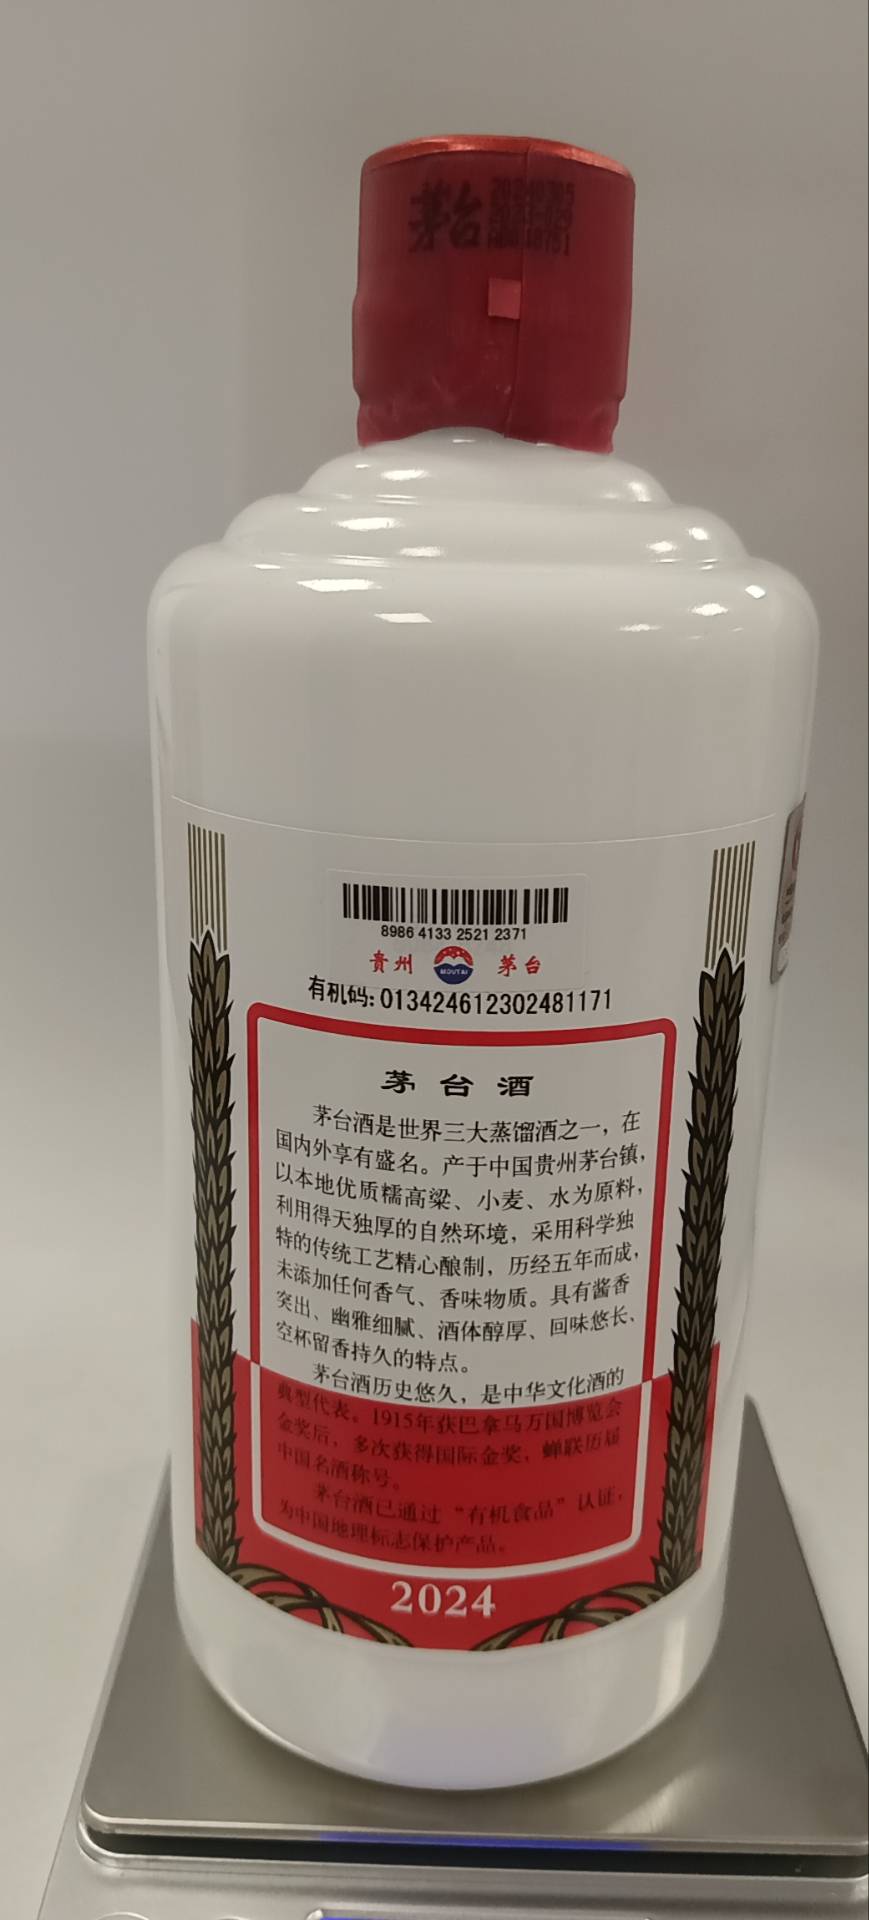 茅台
8986 4133 2521 2371
贵州 MOUTAI 茅台
有机码: 013424612302481171
茅台酒
茅台酒是世界三大蒸馏酒之一，在
国内外享有盛名。产于中国贵州茅台镇，
以本地优质糯高粱、小麦、水为原料，
利用得天独厚的自然环境，采用科学独
特的传统工艺精心酿制，历经五年而成，
未添加任何香气、香味物质。具有酱香
突出、幽雅细腻、酒体醇厚、回味悠长、
空杯留香持久的特点。
茅台酒历史悠久，是中华文化酒的
典型代表。1915年获巴拿马万国博览会
金奖后，多次获得国际金奖，蝉联历届
中国名酒称号。
茅台酒已通过“有机食品”认证，
为中国地理标志保护产品。
2024